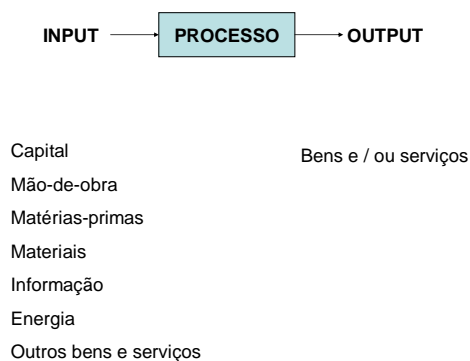 INPUT PROCESSO OUTPUT
Capital
Mão-de-obra
Matérias-primas
Materiais
Informação
Energia
Outros bens e serviços
Bens e / ou serviços